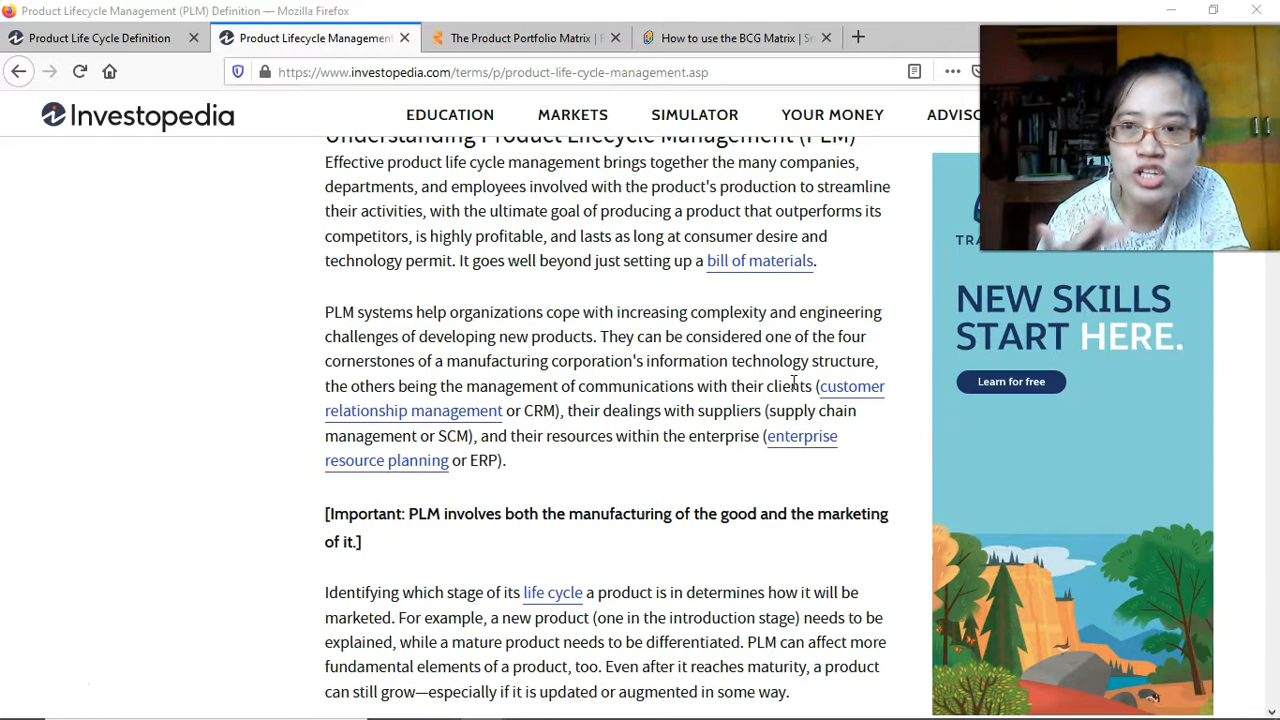 Product Lifecycle Management (PLM) Definition — Mozilla Firefox
Product Life Cycle Definition
Product Lifecycle Management
The Product Portfolio Matrix |
How to use the BCG Matrix |
https://www.investopedia.com/terms/p/product-life-cycle-management.asp
Investopedia
EDUCATION
MARKETS
SIMULATOR
YOUR MONEY
Understanding Product Lifecycle Management (PLM)
Effective product life cycle management brings together the many companies,
departments, and employees involved with the product's production to streamline
their activities, with the ultimate goal of producing a product that outperforms its
competitors, is highly profitable, and lasts as long at consumer desire and
technology permit. It goes well beyond just setting up a bill of materials.
PLM systems help organizations cope with increasing complexity and engineering
challenges of developing new products. They can be considered one of the four
cornerstones of a manufacturing corporation's information technology structure,
the others being the management of communications with their clients (customer
relationship management or CRM), their dealings with suppliers (supply chain
management or SCM), and their resources within the enterprise (enterprise
resource planning or ERP).
[Important: PLM involves both the manufacturing of the good and the marketing
of it.]
Identifying which stage of its life cycle a product is in determines how it will be
marketed. For example, a new product (one in the introduction stage) needs to be
explained, while a mature product needs to be differentiated. PLM can affect more
fundamental elements of a product, too. Even after it reaches maturity, a product
can still grow—especially if it is updated or augmented in some way.
NEW SKILLS
START HERE.
Learn for free